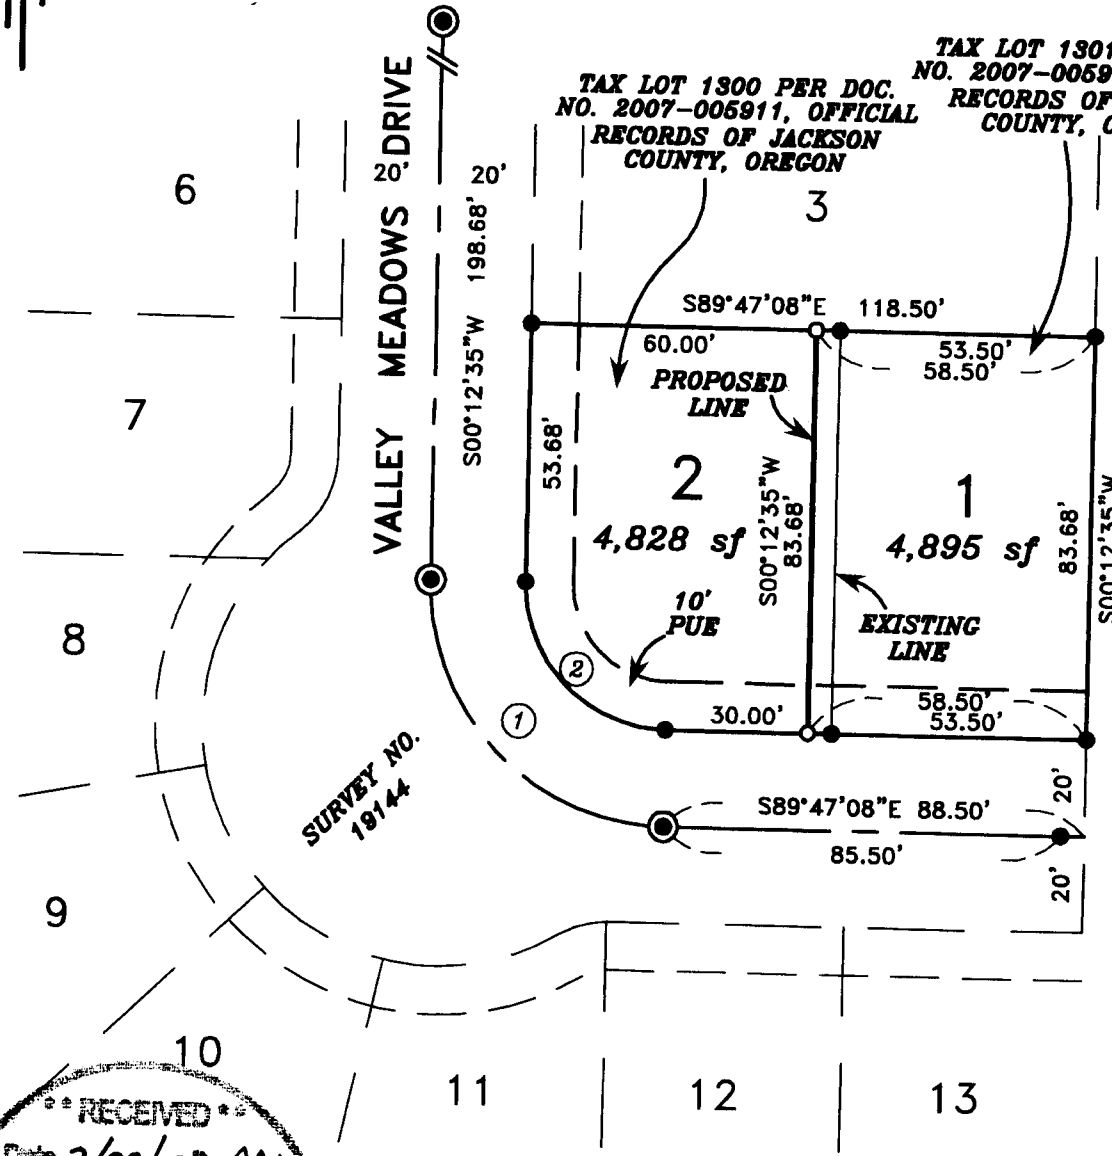 TAX LOT 1301
NO. 2007-0059
RECORDS OF
COUNTY,
TAX LOT 1300 PER DOC.
NO. 2007-005911, OFFICIAL
RECORDS OF JACKSON
COUNTY, OREGON
VALLEY MEADOWS DRIVE
20' 20'
S00°12'35"W 198.68'
6
3
S89°47'08"E 118.50'
60.00'
53.50'
58.50'
PROPOSED
LINE
7
53.68'
2
4,828 sf
S00°12'35"W
83.68'
1
4,895 sf
83.68'
S00°12'35"W
10'
PUE
EXISTING
LINE
8
2
1
30.00'
58.50'
53.50'
SURVEY NO.
19144
S89°47'08"E 88.50'
85.50'
20'
20'
9
10
11
12
13
RECEIVED